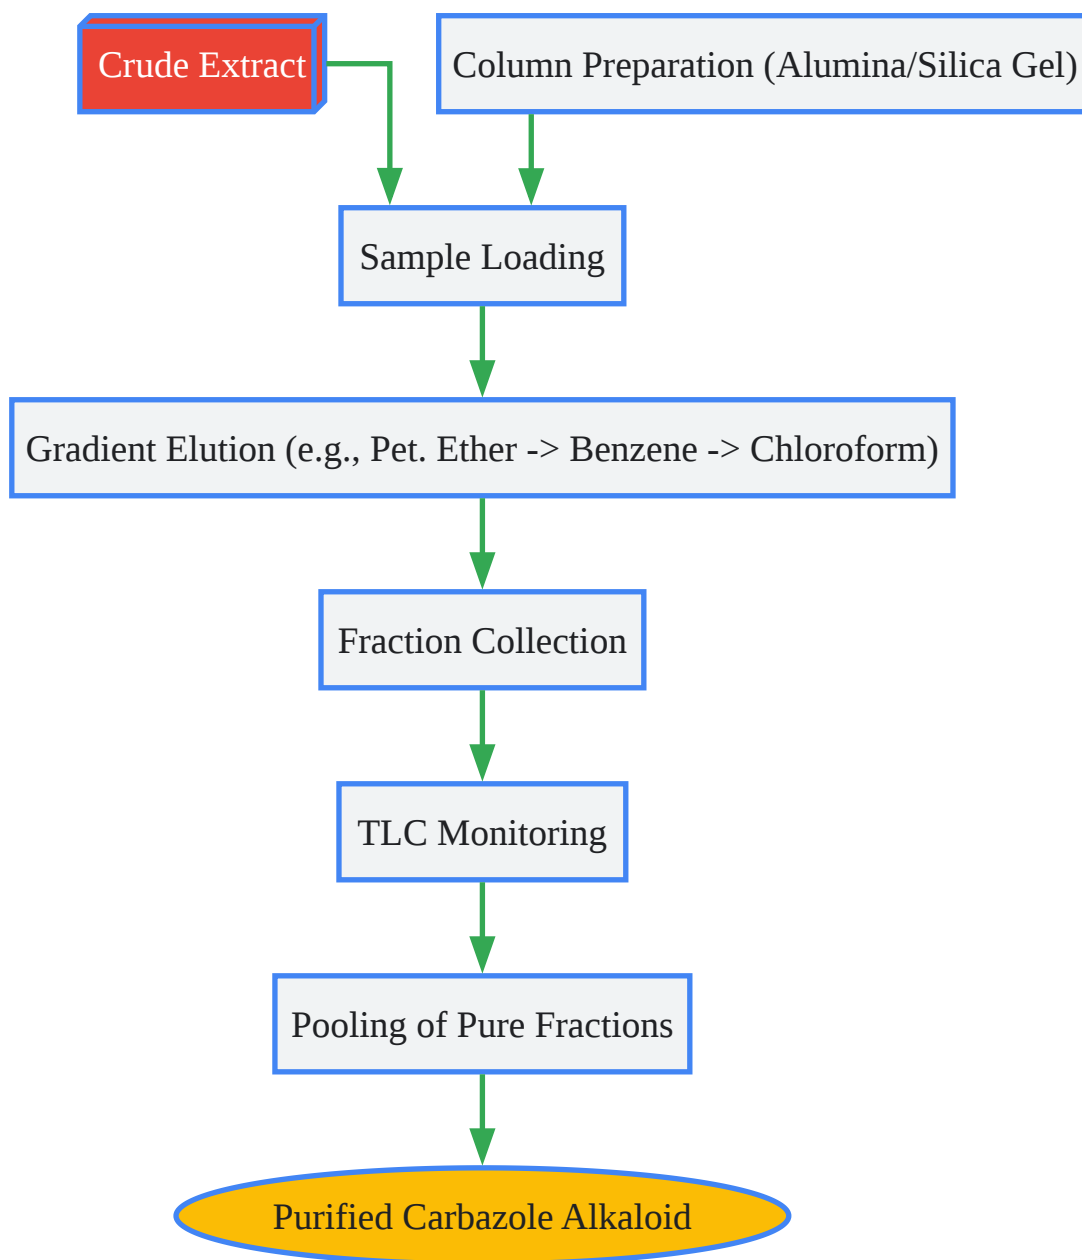 Crude Extract
Column Preparation (Alumina/Silica Gel)
Sample Loading
Gradient Elution (e.g., Pet. Ether -> Benzene -> Chloroform)
Fraction Collection
TLC Monitoring
Pooling of Pure Fractions
Purified Carbazole Alkaloid